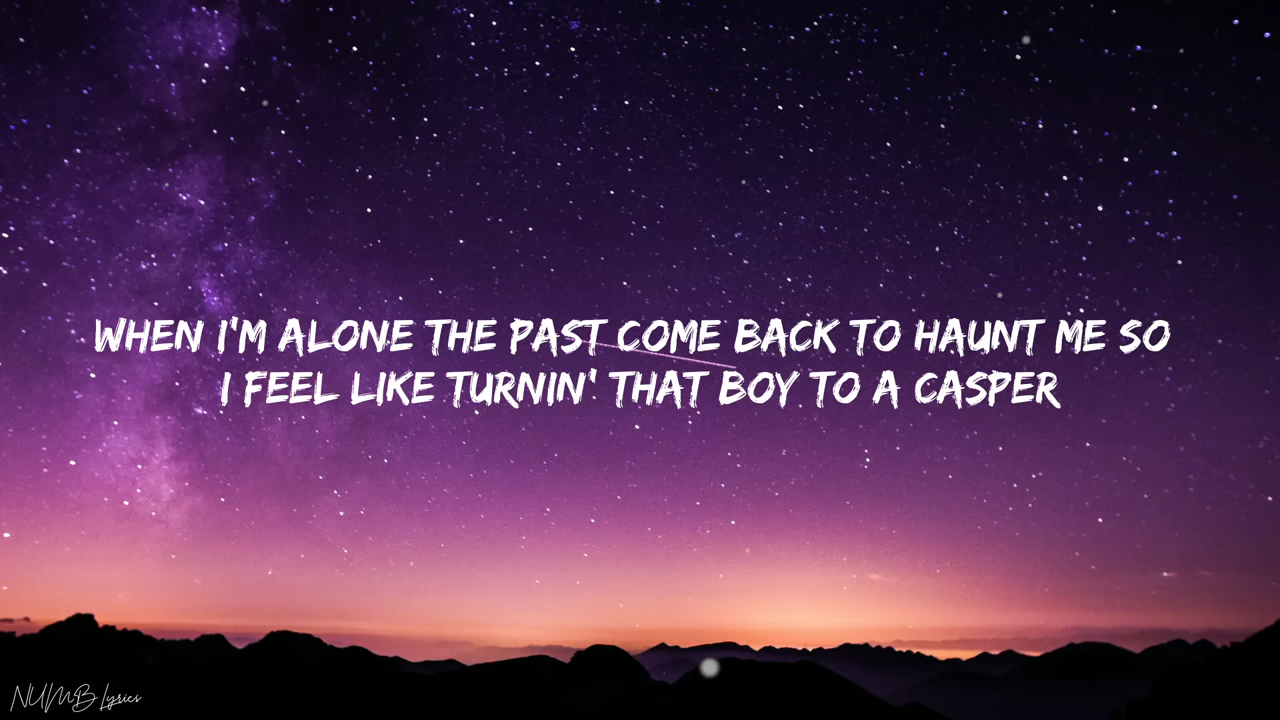 WHEN I'M ALONE THE PAST COME BACK TO HAUNT ME SO
I FEEL LIKE TURNIN' THAT BOY TO A CASPER
NUMB Lyrics